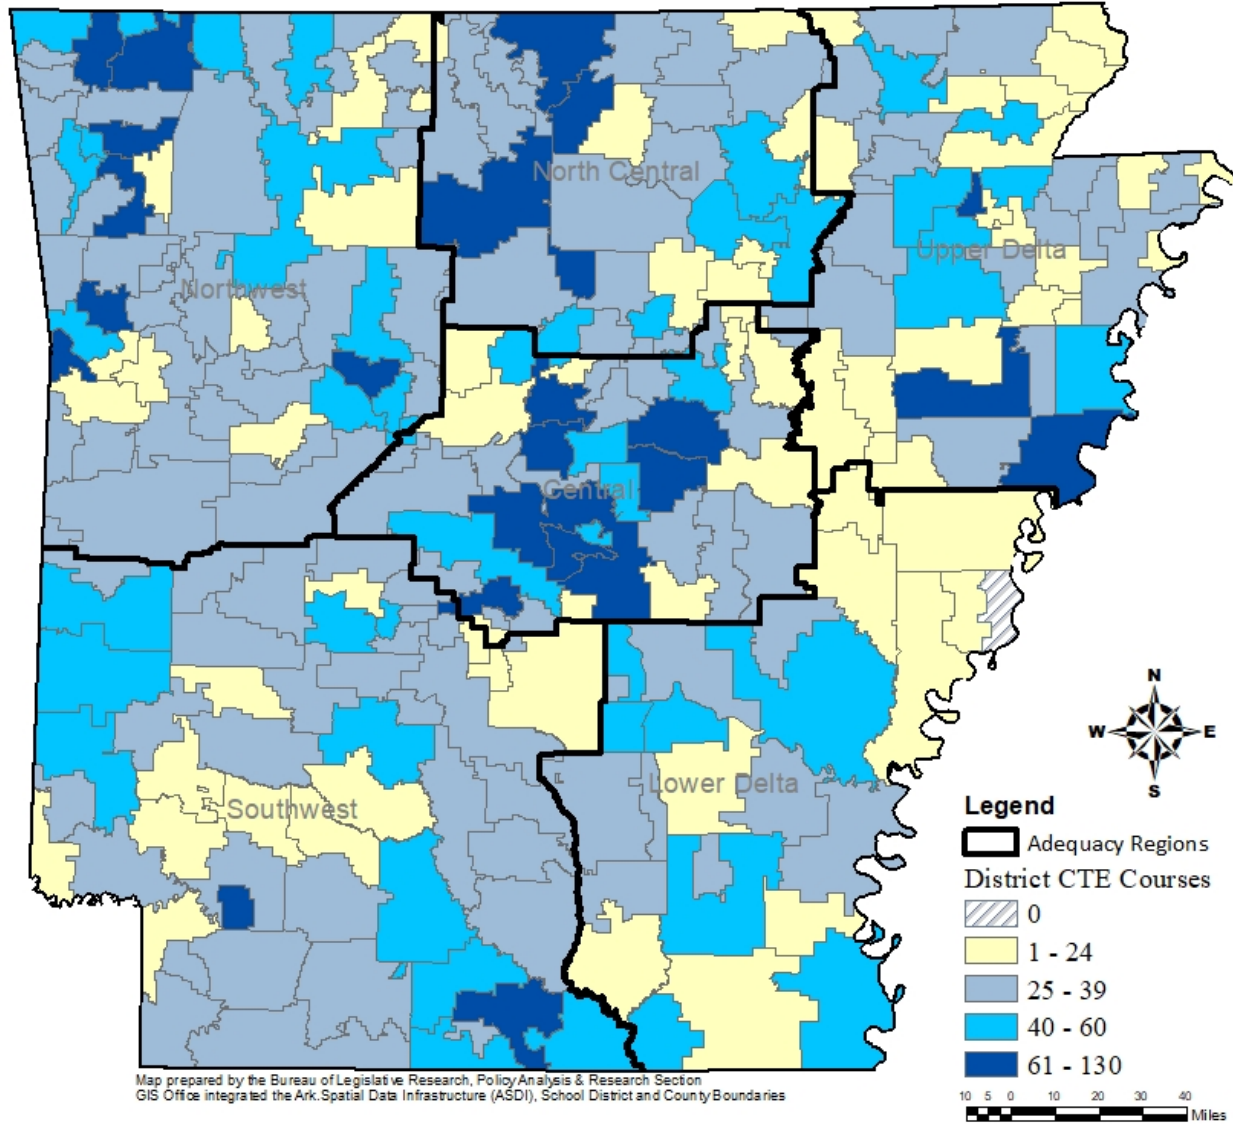 North Central
Upper Delta
Northwest
Central
Lower Delta
Southwest
N
W E
S
Legend
Adequacy Regions
District CTE Courses
0
1 - 24
25 - 39
40 - 60
61 - 130
10 5 0 10 20 30 40
Miles
Map prepared by the Bureau of Legislative Research, Policy Analysis & Research Section
GIS Office integrated the Ark.Spatial Data Infrastructure (ASDI), School District and County Boundaries